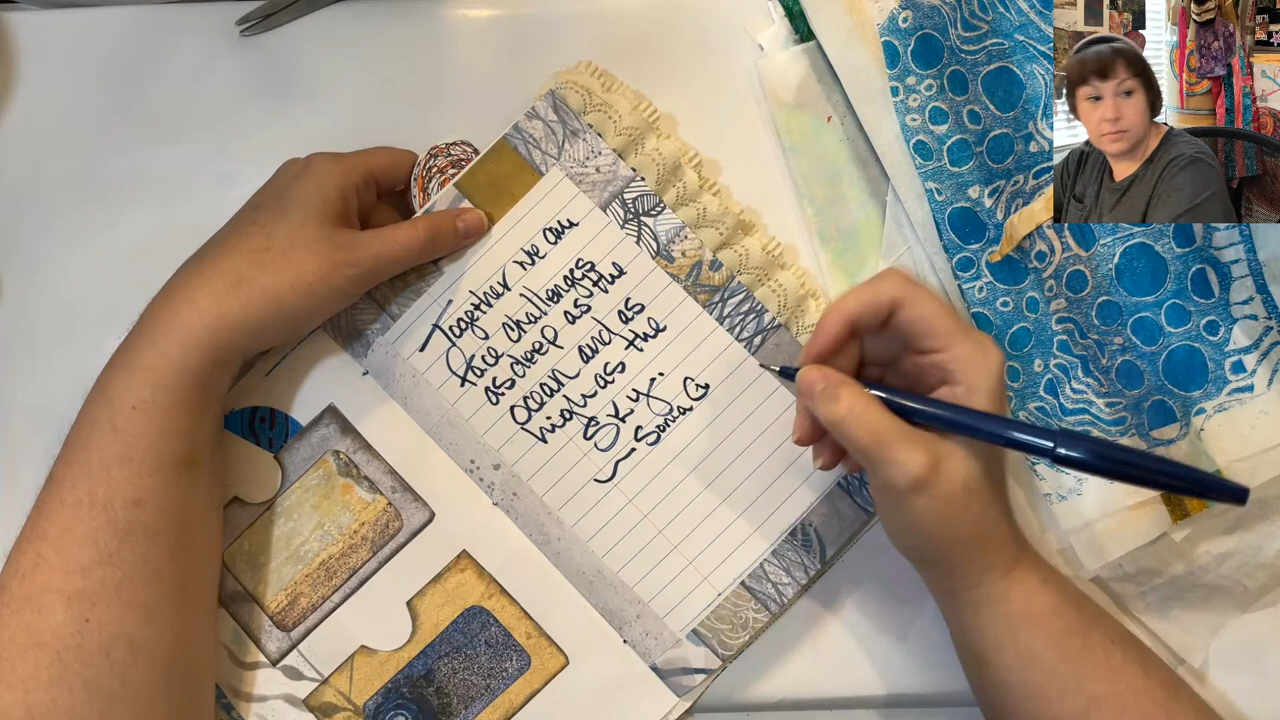 Together we can
face challenges
as deep as the
ocean and as
high as the
Sky.
~ Sonia G